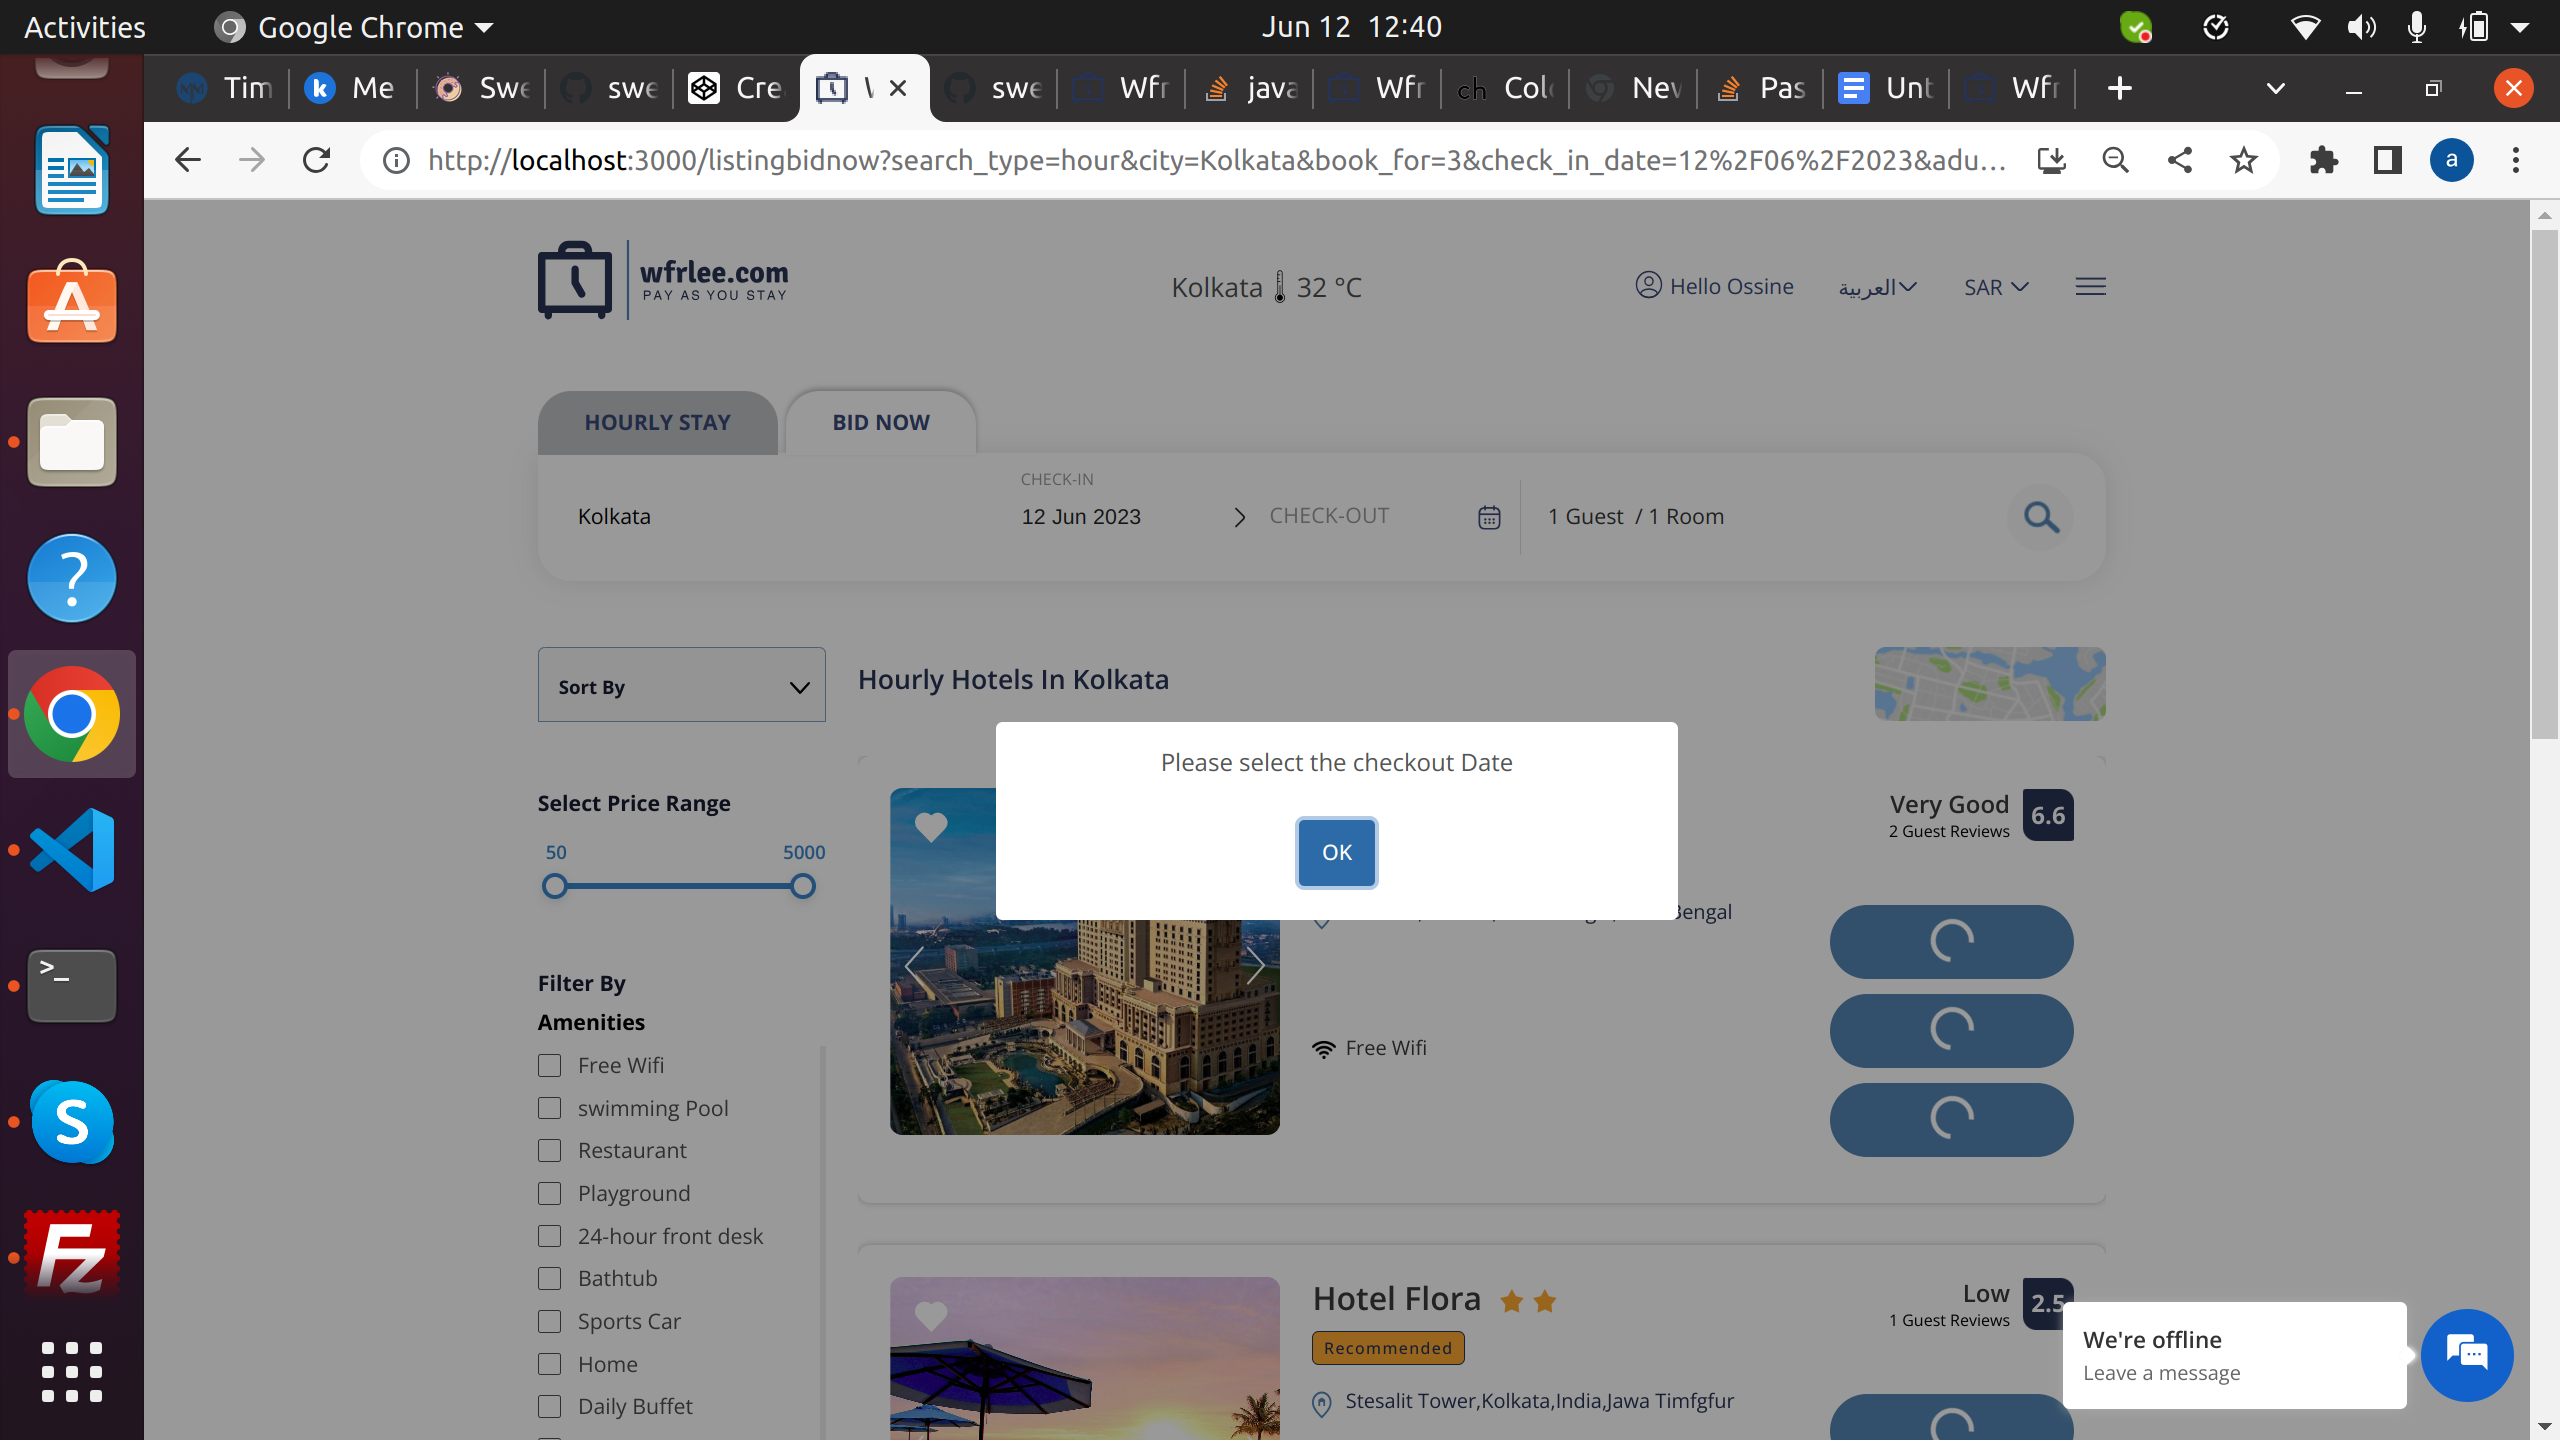 Activities
Google Chrome
Jun 12 12:40
Tim
Me
Swe
swe
Cre
swe
Wfr
java
Wfr
ch
Colo
New
Pas
Unt
Wfr
http://localhost:3000/listingbidnow?search_type=hour&city=Kolkata&book_for=3&check_in_date=12%2F06%2F2023&adu...
a
wfrlee.com
PAY AS YOU STAY
Kolkata 32 °C
Hello Ossine
العربية
SAR
HOURLY STAY
BID NOW
Kolkata
CHECK-IN
12 Jun 2023
CHECK-OUT
1 Guest / 1 Room
Sort By
Hourly Hotels In Kolkata
Please select the checkout Date
OK
Select Price Range
50
5000
Very Good
2 Guest Reviews
6.6
Bengal
Free Wifi
Filter By
Amenities
Free Wifi
swimming Pool
Restaurant
Playground
24-hour front desk
Bathtub
Sports Car
Home
Daily Buffet
Hotel Flora
Recommended
Stesalit Tower,Kolkata,India,Jawa Timfgfur
Low
1 Guest Reviews
2.5
We're offline
Leave a message